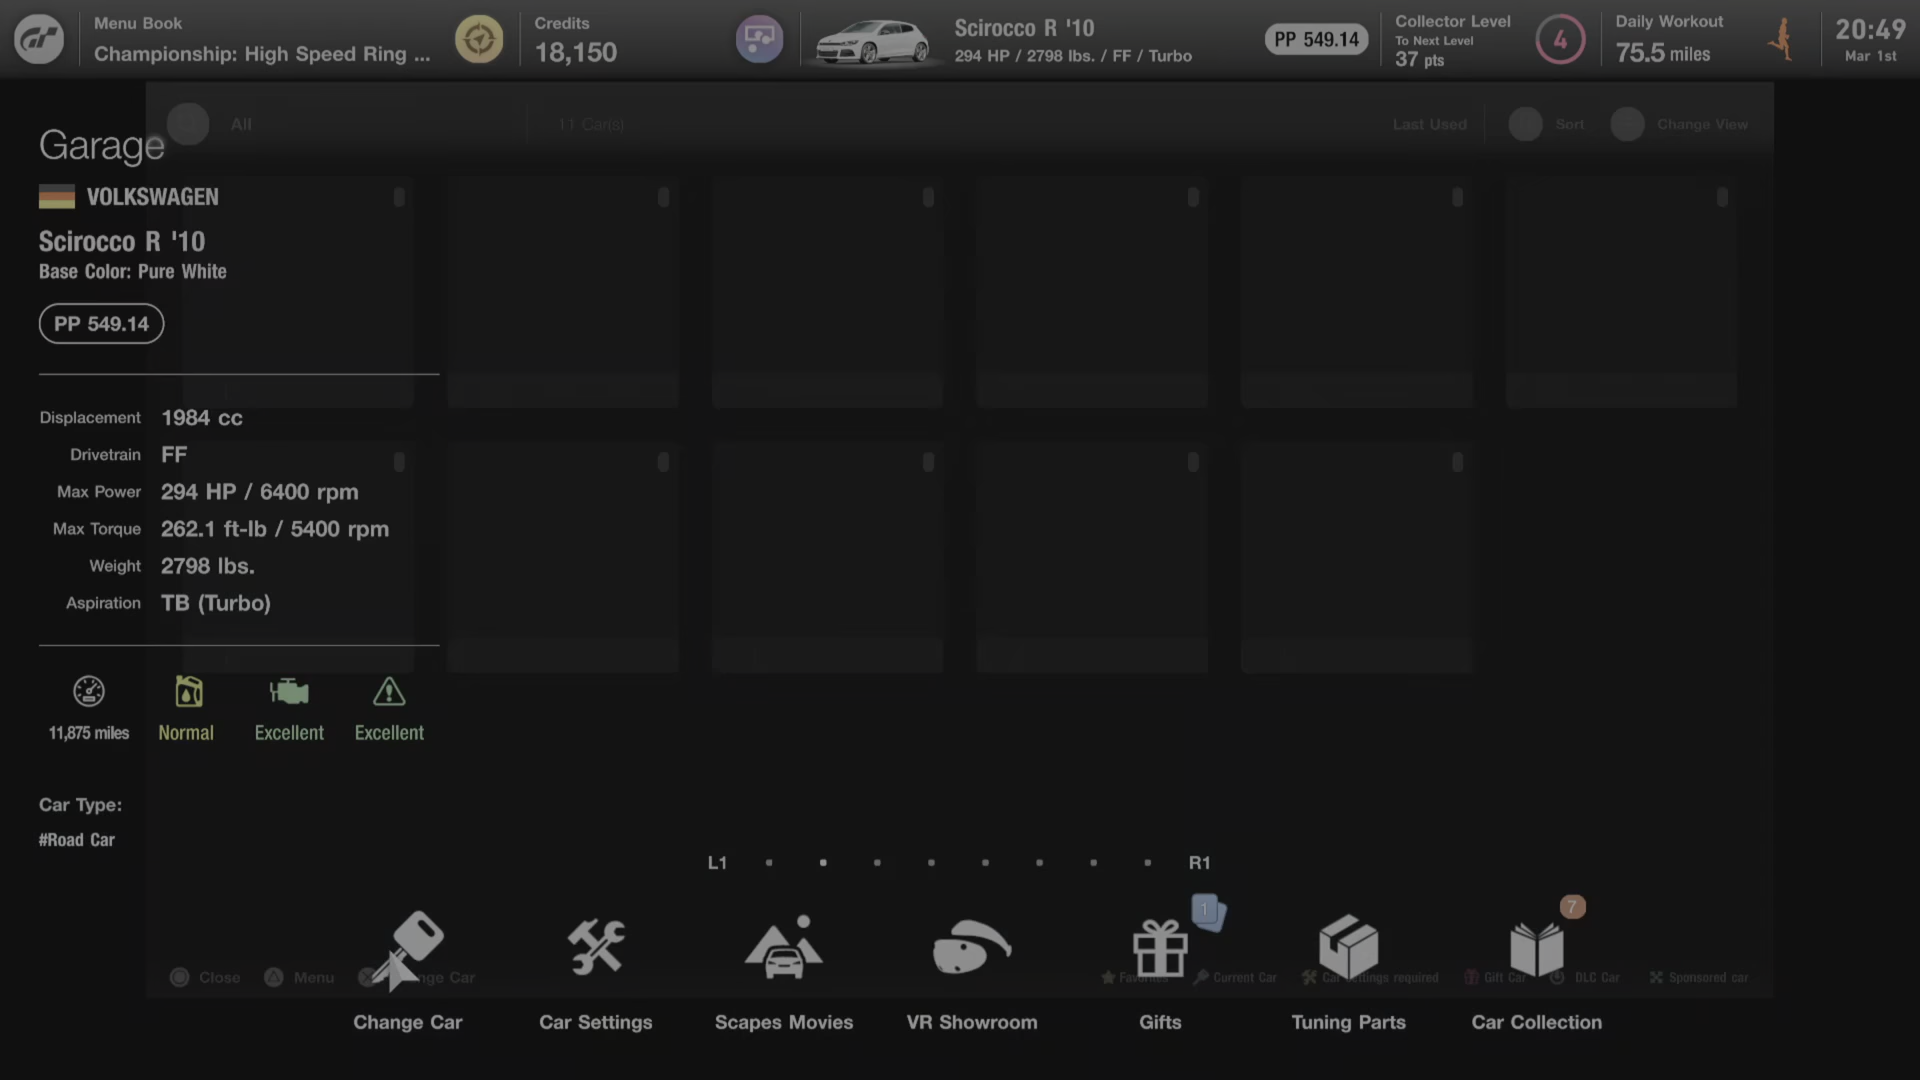 Menu Book
Championship: High Speed Ring ...
Credits
18,150
Scirocco R '10
294 HP / 2798 lbs. / FF / Turbo
PP 549.14
Collector Level
To Next Level
37 pts
4
Daily Workout
75.5 miles
20:49
Mar 1st
All
11 Car(s)
Last Used
Sort
Change View
Garage
VOLKSWAGEN
Scirocco R '10
Base Color: Pure White
PP 549.14
Displacement 1984 cc
Drivetrain FF
Max Power 294 HP / 6400 rpm
Max Torque 262.1 ft-lb / 5400 rpm
Weight 2798 lbs.
Aspiration TB (Turbo)
11,875 miles
Normal
Excellent
Excellent
Car Type:
#Road Car
L1
R1
1
7
Close
Menu
Car
Current Car
required
Gift Car
DLC Car
Sponsored car
Change Car
Car Settings
Scapes Movies
VR Showroom
Gifts
Tuning Parts
Car Collection